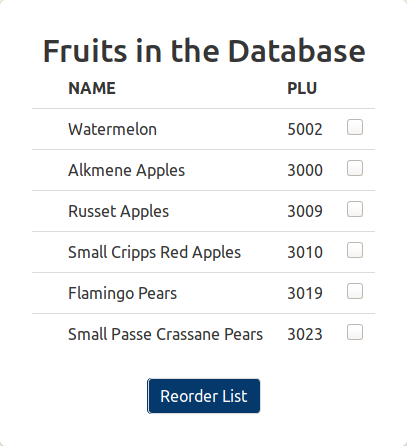 Fruits in the Database
NAME PLU
Watermelon 5002
Alkmene Apples 3000
Russet Apples 3009
Small Cripps Red Apples 3010
Flamingo Pears 3019
Small Passe Crassane Pears 3023
Reorder List